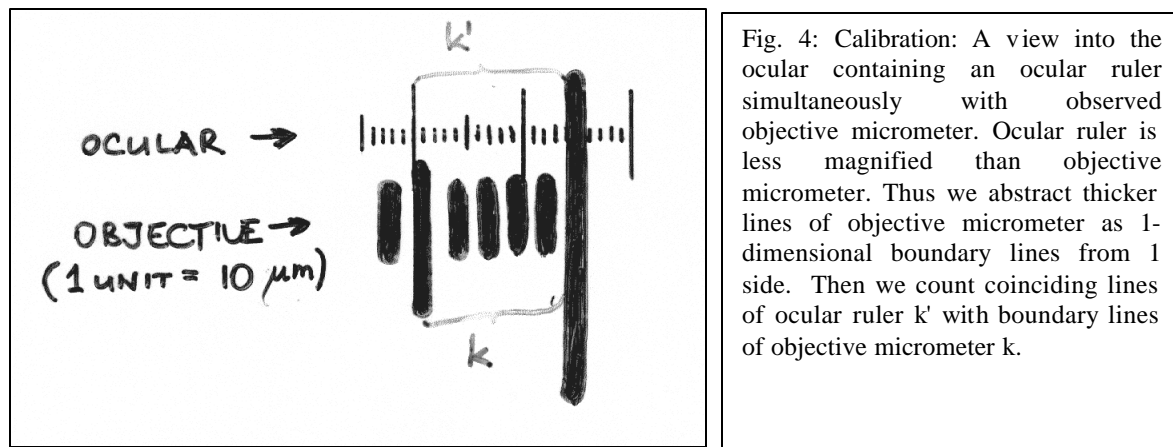 k'
OCULAR →
OBJECTIVE →
(1 UNIT = 10 µm)
k
Fig. 4: Calibration: A view into the
ocular containing an ocular ruler
simultaneously with observed
objective micrometer. Ocular ruler is
less magnified than objective
micrometer. Thus we abstract thicker
lines of objective micrometer as 1-
dimensional boundary lines from 1
side. Then we count coinciding lines
of ocular ruler k' with boundary lines
of objective micrometer k.